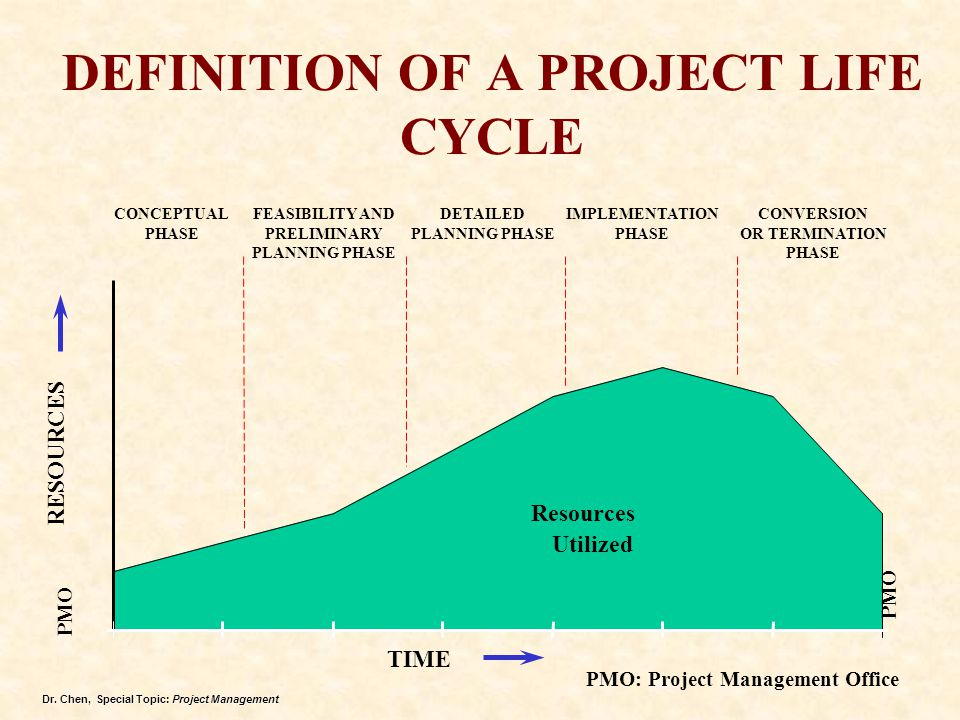 DEFINITION OF A PROJECT LIFE
CYCLE
CONCEPTUAL
PHASE
FEASIBILITY AND
PRELIMINARY
PLANNING PHASE
DETAILED
PLANNING PHASE
IMPLEMENTATION
PHASE
CONVERSION
OR TERMINATION
PHASE
RESOURCES
PMO
Resources
Utilized
PMO
TIME
PMO: Project Management Office
Dr. Chen, Special Topic: Project Management